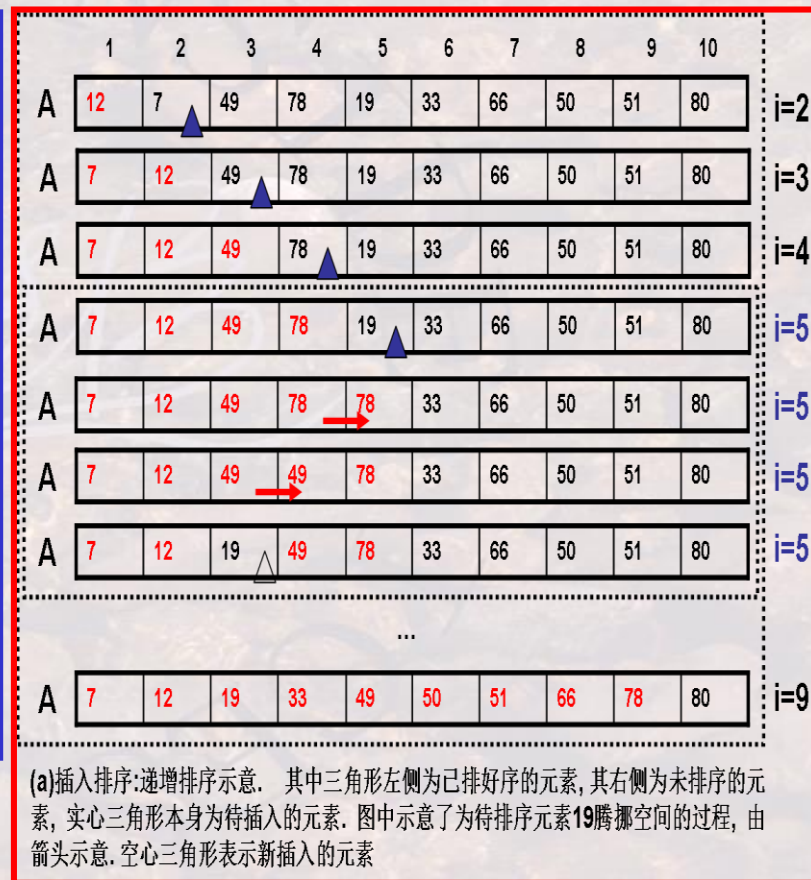 1 2 3 4 5 6 7 8 9 10
A 12 7 49 78 19 33 66 50 51 80 i=2
A 7 12 49 78 19 33 66 50 51 80 i=3
A 7 12 49 78 19 33 66 50 51 80 i=4
A 7 12 49 78 19 33 66 50 51 80 i=5
A 7 12 49 78 78 33 66 50 51 80 i=5
A 7 12 49 49 78 33 66 50 51 80 i=5
A 7 12 19 49 78 33 66 50 51 80 i=5
...
A 7 12 19 33 49 50 51 66 78 80 i=9
(a)插入排序:递增排序示意. 其中三角形左侧为已排好序的元素, 其右侧为未排序的元
素, 实心三角形本身为待插入的元素. 图中示意了为待排序元素19腾挪空间的过程, 由
箭头示意. 空心三角形表示新插入的元素